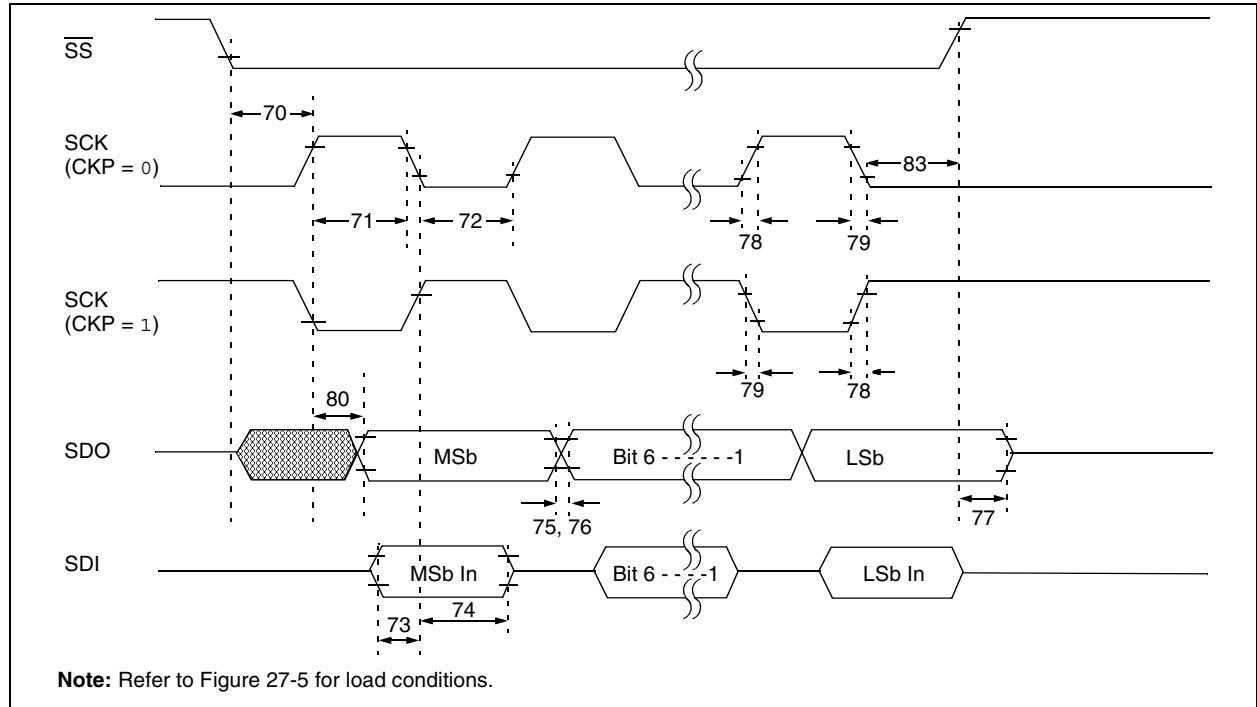 SS
70
SCK
(CKP = 0)
83
71
72
78
79
SCK
(CKP = 1)
79
78
80
SDO
MSb
Bit 6 - - - - - - -1
LSb
75, 76
77
SDI
MSb In
Bit 6 - - - - -1
LSb In
73
74
Note: Refer to Figure 27-5 for load conditions.